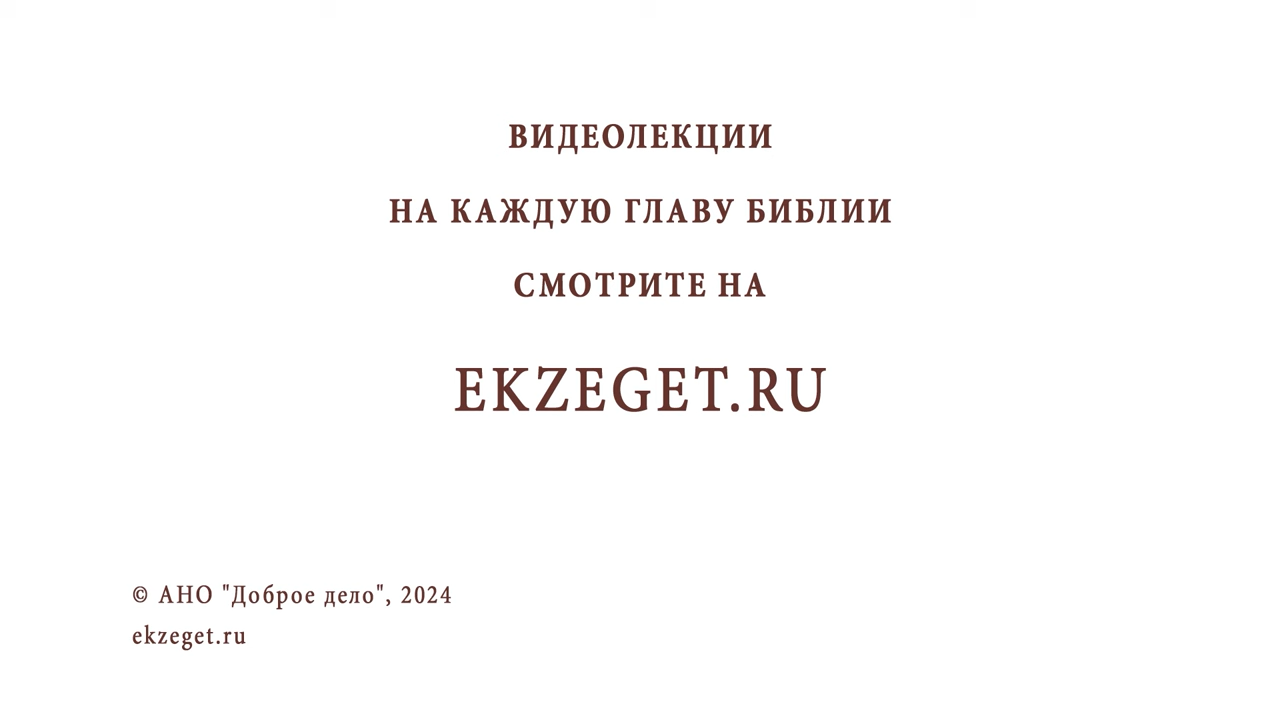 ВИДЕОЛЕКЦИИ
НА КАЖДУЮ ГЛАВУ БИБЛИИ
СМОТРИТЕ НА
EKZEGET.RU
© АНО "Доброе дело", 2024
ekzeget.ru